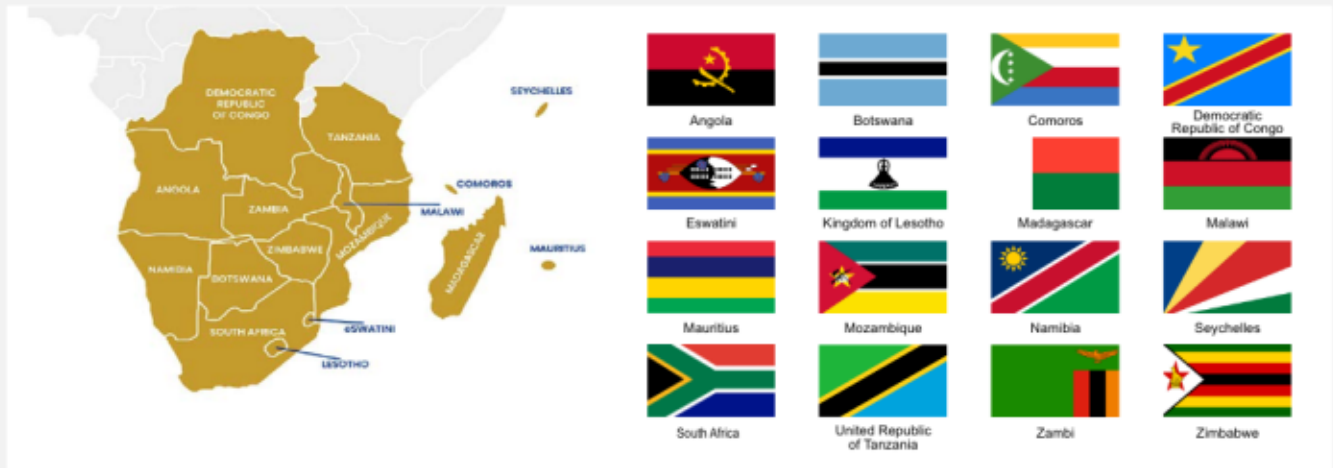 DEMOCRATIC
REPUBLIC
OF CONGO
SEYCHELLES
TANZANIA
ANGOLA
COMOROS
ZAMBIA
MALAWI
MOZAMBIQUE
ZIMBABWE
MADAGASCAR
MAURITIUS
NAMIBIA
BOTSWANA
SOUTH AFRICA
eSWATINI
LESOTHO
Angola
Botswana
Comoros
Democratic
Republic of Congo
Eswatini
Kingdom of Lesotho
Madagascar
Malawi
Mauritius
Mozambique
Namibia
Seychelles
South Africa
United Republic
of Tanzania
Zambi
Zimbabwe